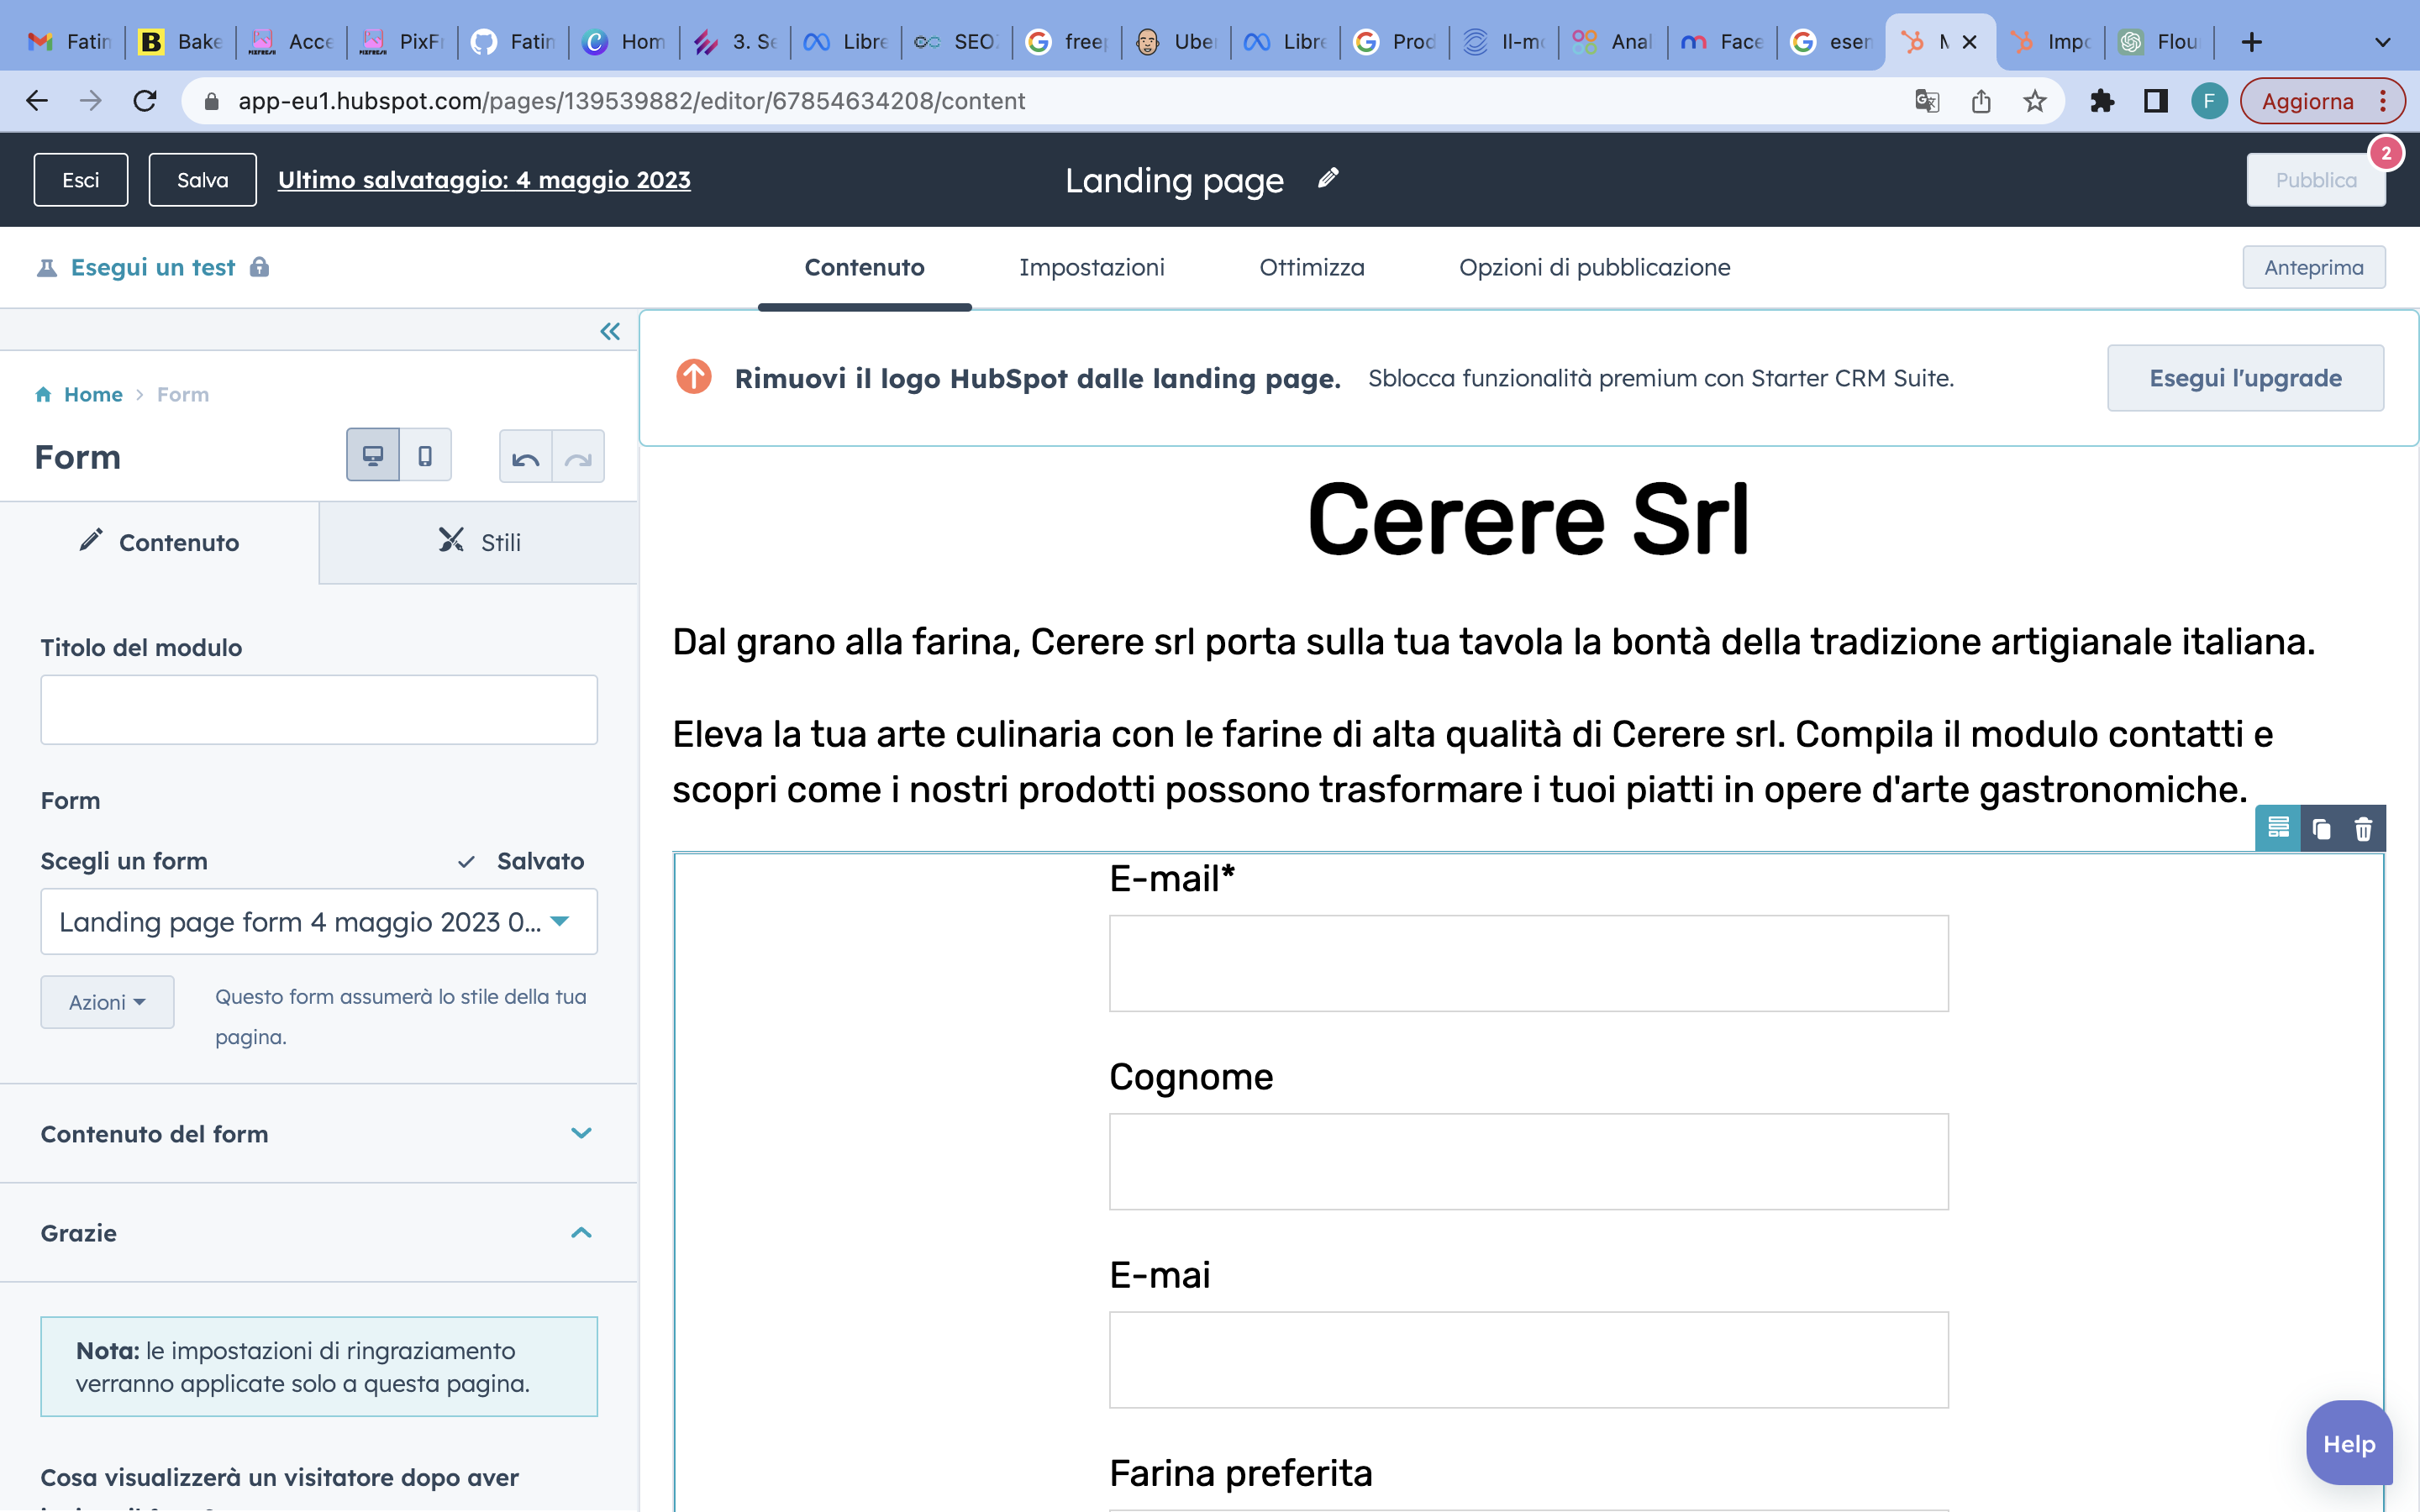 Fatin
Bake
Acce
PixFr
Fatin
Hom
3. Se
Libre
SEOZ
freep
Uber
Libre
Prod
Il-mo
Anal
Face
esem
Impo
Flou
app-eu1.hubspot.com/pages/139539882/editor/67854634208/content
F
Aggiorna
Esci
Salva
Ultimo salvataggio: 4 maggio 2023
Landing page
Pubblica
2
Esegui un test
Contenuto
Impostazioni
Ottimizza
Opzioni di pubblicazione
Anteprima
Rimuovi il logo HubSpot dalle landing page. Sblocca funzionalità premium con Starter CRM Suite.
Esegui l'upgrade
Home > Form
Form
Contenuto
Stili
Titolo del modulo
Form
Scegli un form
Salvato
Landing page form 4 maggio 2023 0...
Azioni
Questo form assumerà lo stile della tua
pagina.
Contenuto del form
Grazie
Nota: le impostazioni di ringraziamento
verranno applicate solo a questa pagina.
Cosa visualizzerà un visitatore dopo aver
Cerere Srl
Dal grano alla farina, Cerere srl porta sulla tua tavola la bontà della tradizione artigianale italiana.
Eleva la tua arte culinaria con le farine di alta qualità di Cerere srl. Compila il modulo contatti e
scopri come i nostri prodotti possono trasformare i tuoi piatti in opere d'arte gastronomiche.
E-mail*
Cognome
E-mai
Farina preferita
Help